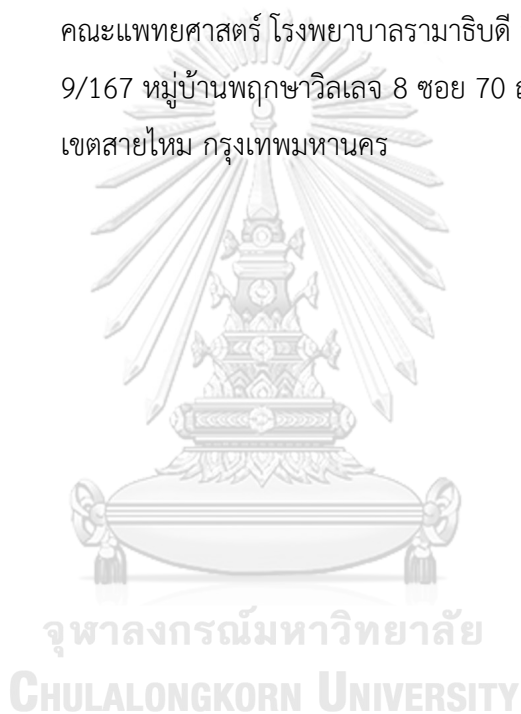 คณะแพทยศาสตร์ โรงพยาบาลรามาธิบดี
9/167 หมู่บ้านพฤกษาวิลเลจ 8 ซอย 70
เขตสายไหม กรุงเทพมหานคร
จุฬาลงกรณ์มหาวิทยาลัย
CHULALONGKORN UNIVERSITY